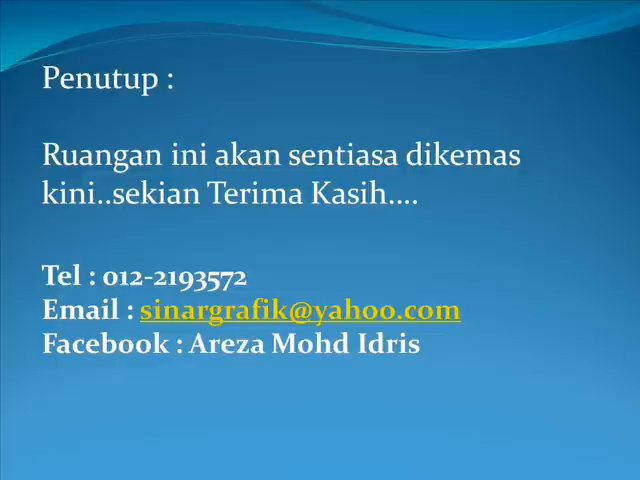 Penutup :
Ruangan ini akan sentiasa dikemas
kini..sekian Terima Kasih....
Tel : 012-2193572
Email : sinargrafik@yahoo.com
Facebook : Areza Mohd Idris